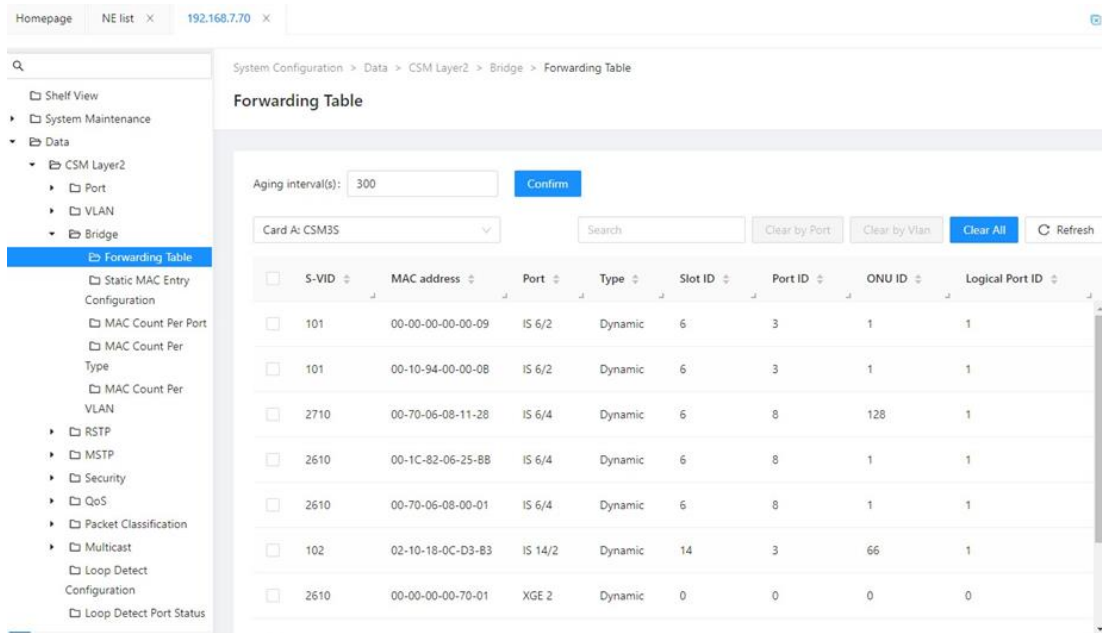 Homepage NE list × 192.168.7.70 ×
System Configuration > Data > CSM Layer2 > Bridge > Forwarding Table
Forwarding Table
Shelf View
System Maintenance
Data
CSM Layer2
Port
VLAN
Bridge
Forwarding Table
Static MAC Entry
Configuration
MAC Count Per Port
MAC Count Per
Type
MAC Count Per
VLAN
RSTP
MSTP
Security
QoS
Packet Classification
Multicast
Loop Detect
Configuration
Loop Detect Port Status
Aging interval(s): 300 Confirm
Card A: CSM3S Search Clear by Port Clear by Vlan Clear All Refresh
S-VID MAC address Port Type Slot ID Port ID ONU ID Logical Port ID
101 00-00-00-00-00-09 IS 6/2 Dynamic 6 3 1 1
101 00-10-94-00-00-0B IS 6/2 Dynamic 6 3 1 1
2710 00-70-06-08-11-28 IS 6/4 Dynamic 6 8 128 1
2610 00-1C-82-06-25-BB IS 6/4 Dynamic 6 8 1 1
2610 00-70-06-08-00-01 IS 6/4 Dynamic 6 8 1 1
102 02-10-18-0C-D3-B3 IS 14/2 Dynamic 14 3 66 1
2610 00-00-00-00-70-01 XGE 2 Dynamic 0 0 0 0